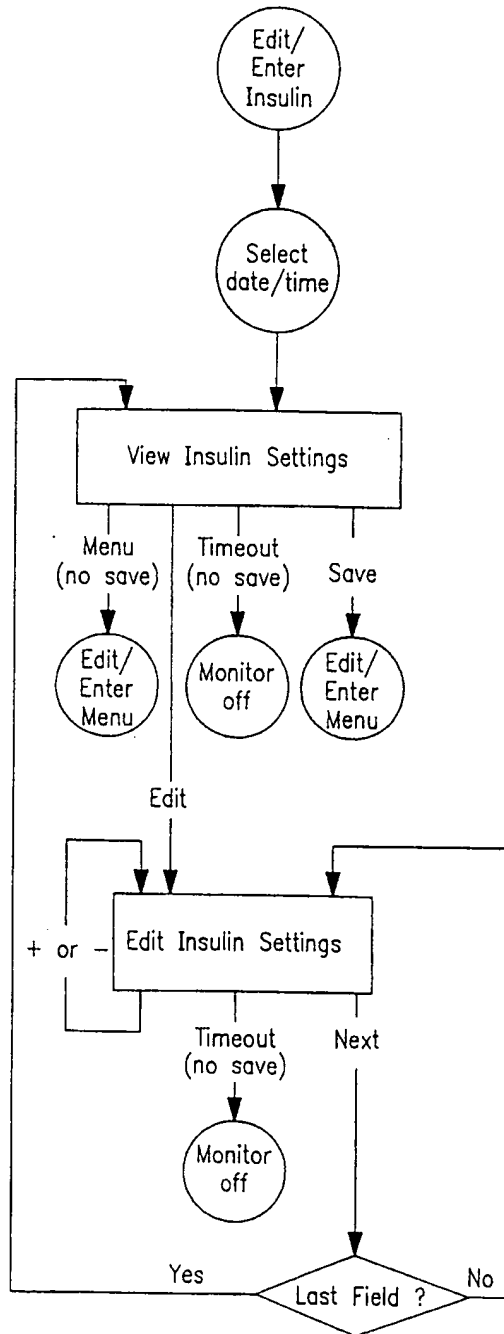 Edit/
Enter
Insulin
Select
date/time
View Insulin Settings
Menu
(no save)
Timeout
(no save)
Save
Edit/
Enter
Menu
Monitor
off
Edit/
Enter
Menu
Edit
+ or -
Edit Insulin Settings
Timeout
(no save)
Next
Monitor
off
Yes
Last Field ?
No